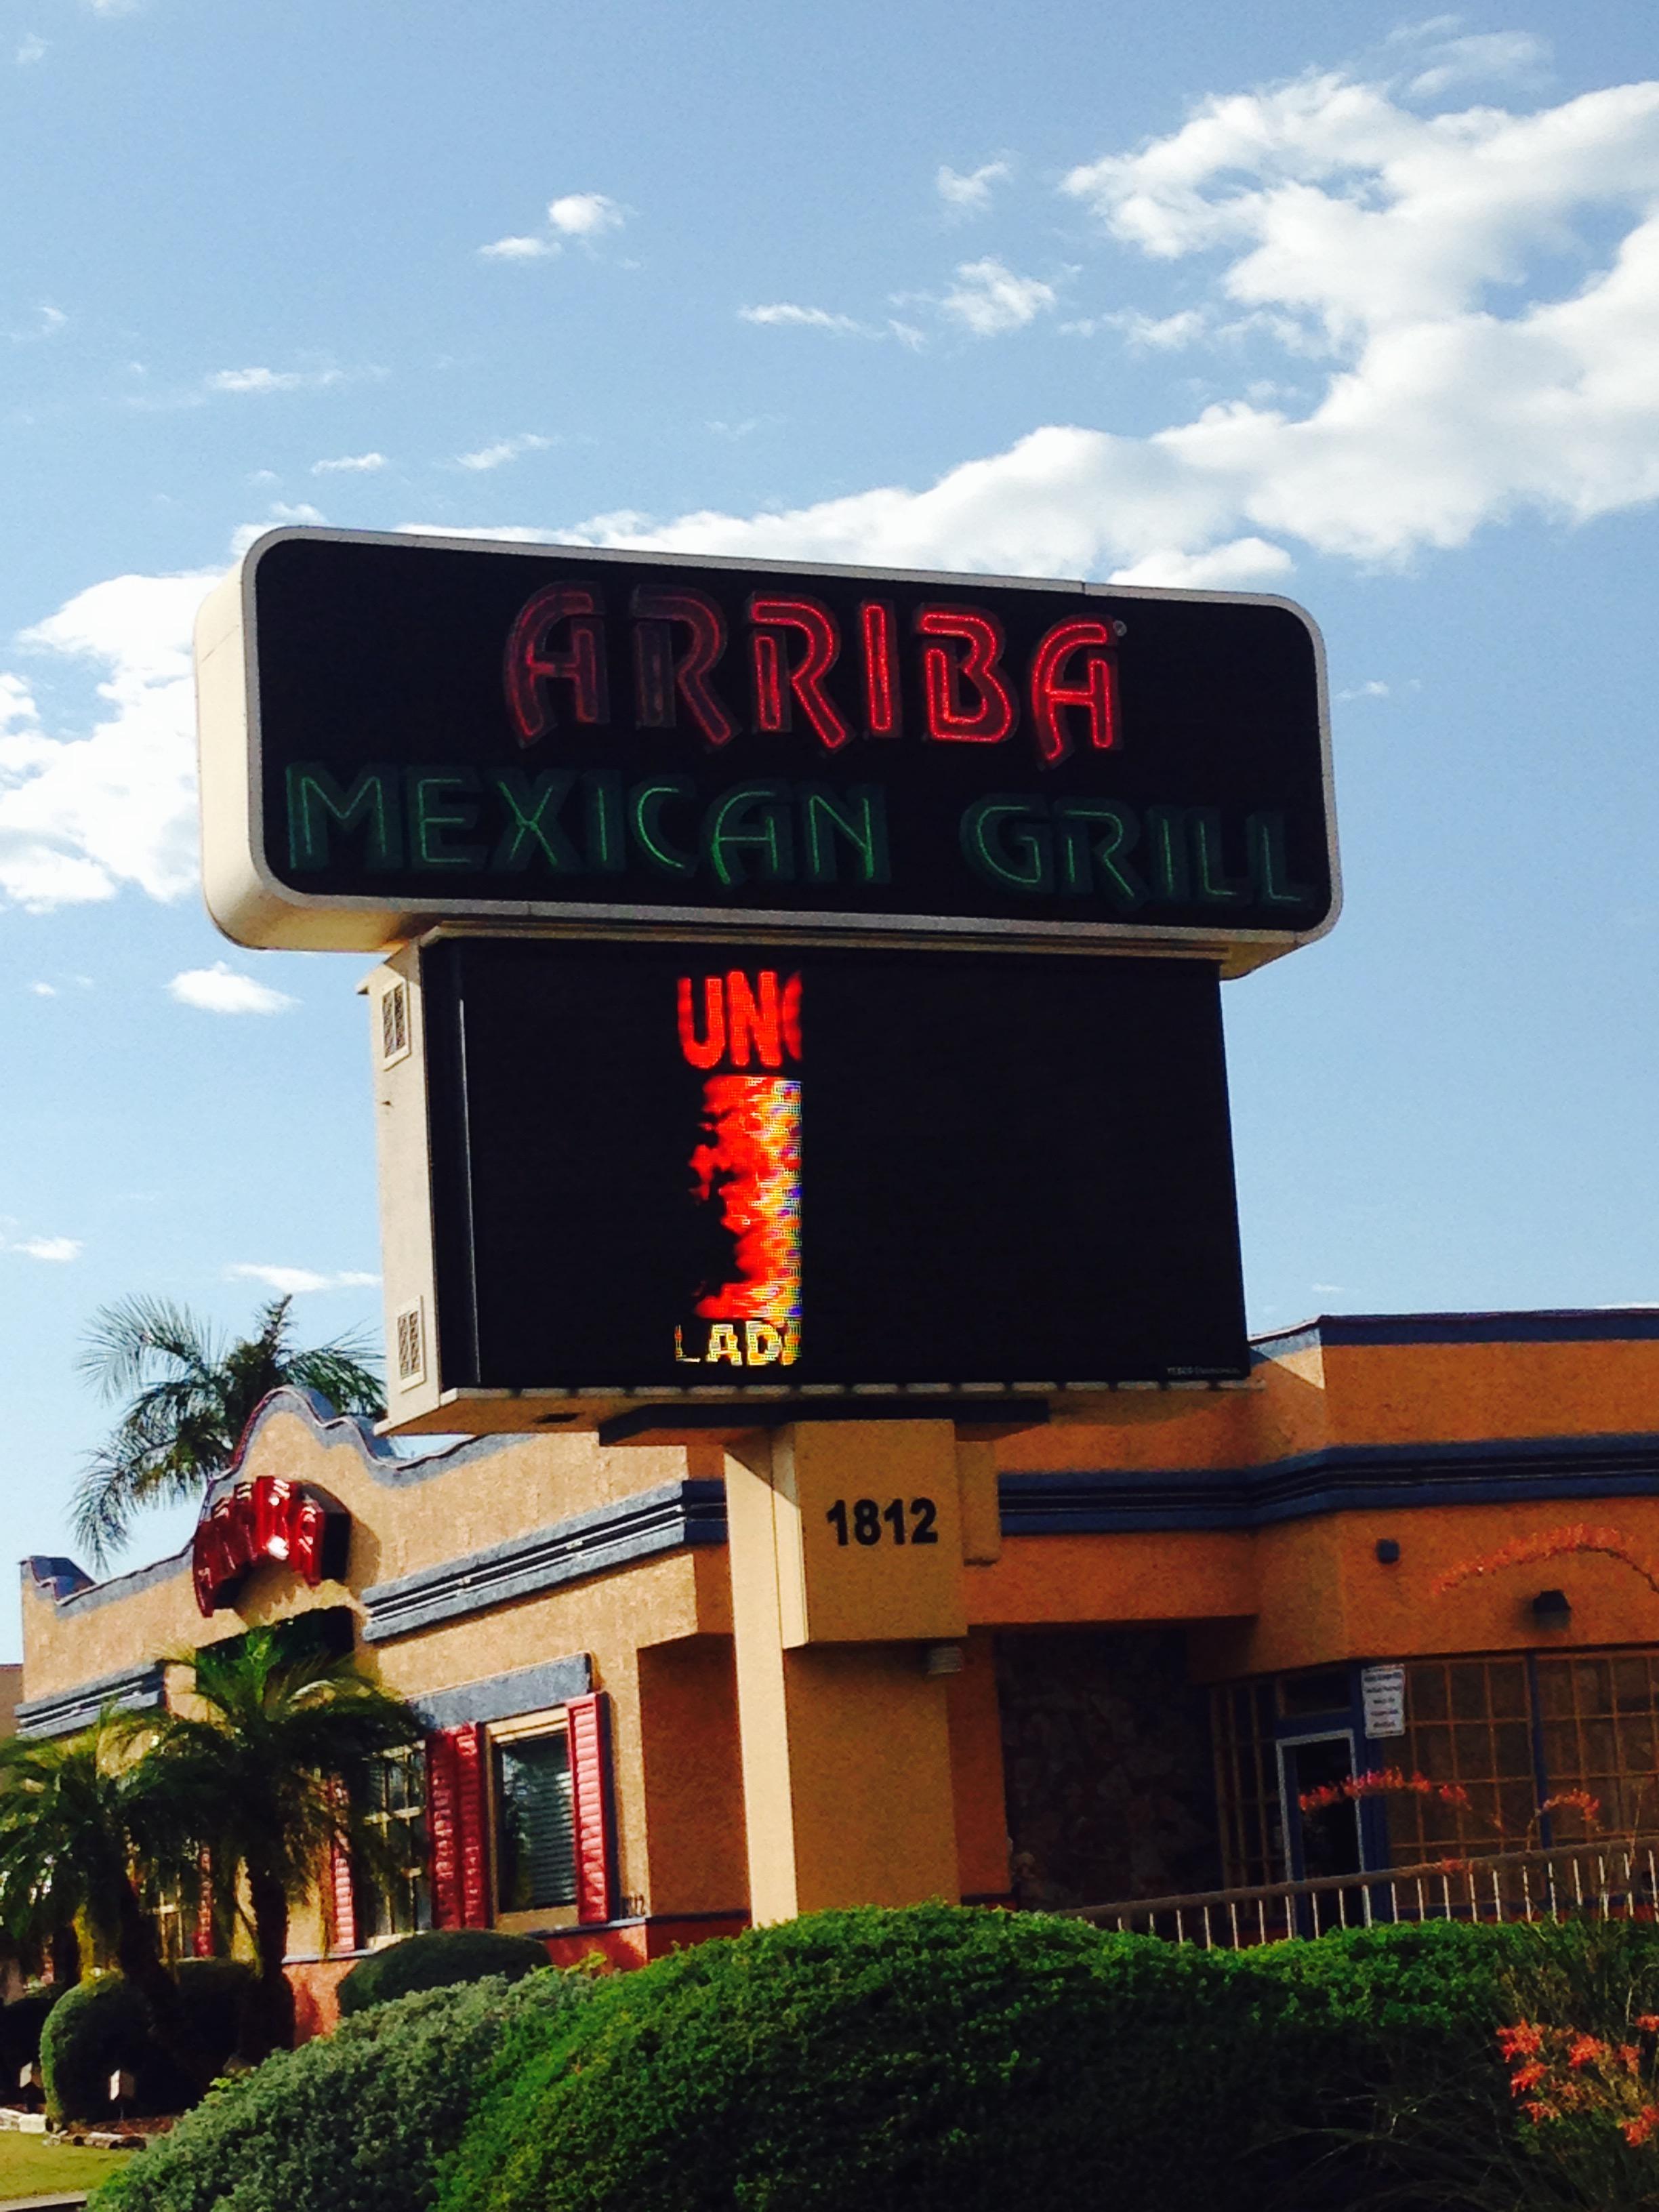 ARRIBA®
MEXICAN GRILL
UN
LAD
1812